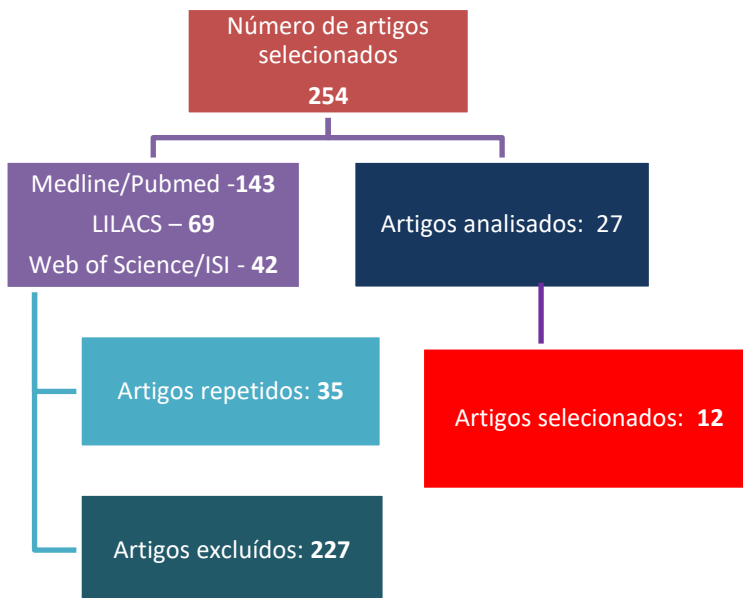 Número de artigos
selecionados
254
Medline/Pubmed -143
LILACS – 69
Web of Science/ISI - 42
Artigos analisados: 27
Artigos repetidos: 35
Artigos selecionados: 12
Artigos excluídos: 227